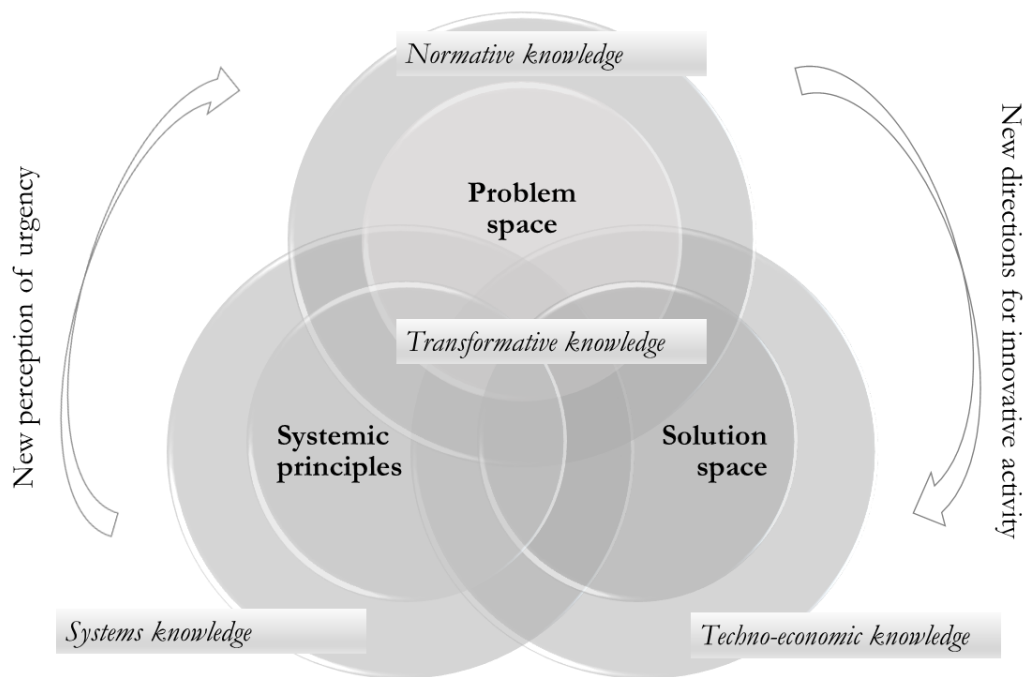 Normative knowledge
New perception of urgency
New directions for innovative activity
Problem
space
Transformative knowledge
Systemic
principles
Solution
space
Systems knowledge
Techno-economic knowledge